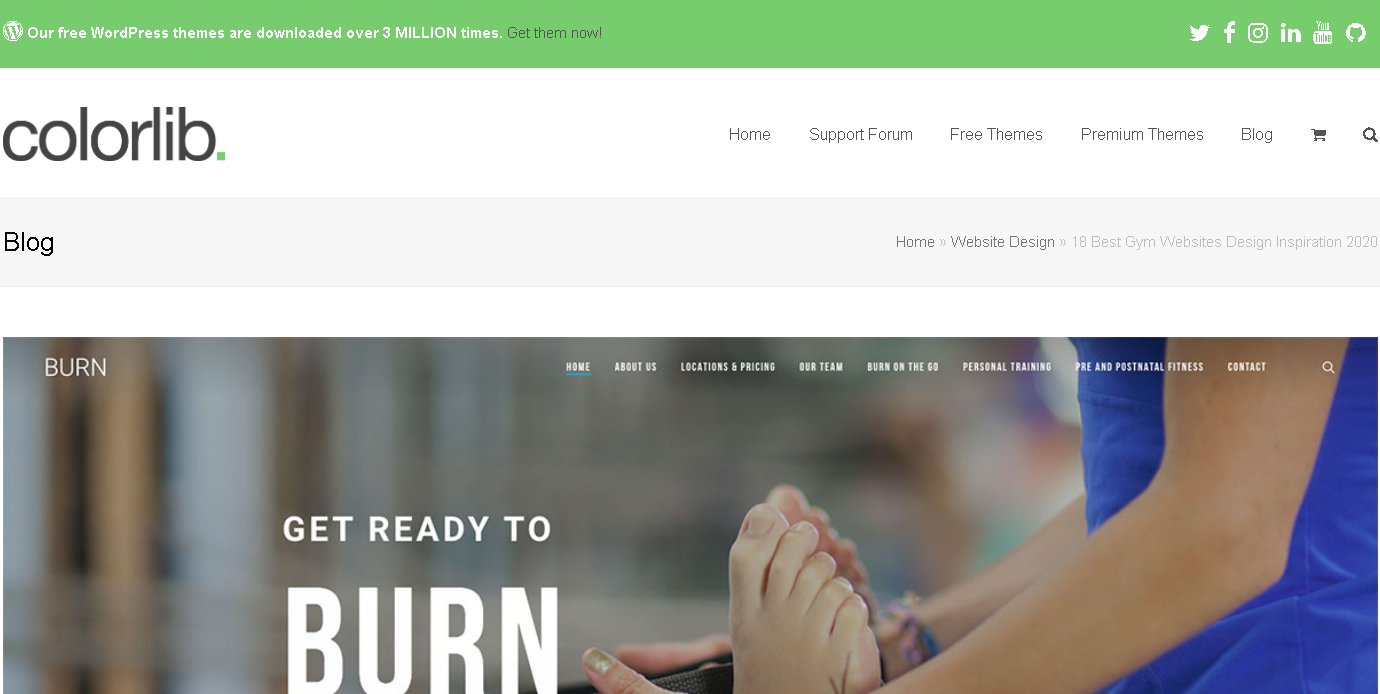 Our free WordPress themes are downloaded over 3 MILLION times. Get them now!
You Tube
colorlib.
Home Support Forum Free Themes Premium Themes Blog
Blog
Home » Website Design » 18 Best Gym Websites Design Inspiration 2020
BURN
HOME ABOUT US LOCATIONS & PRICING OUR TEAM BURN ON THE GO PERSONAL TRAINING PRE AND POSTNATAL FITNESS CONTACT
GET READY TO
BURN